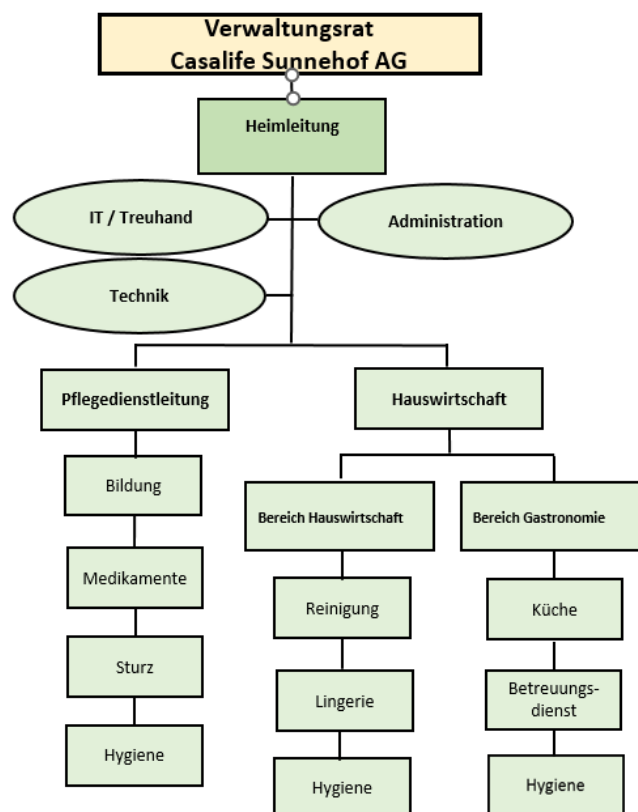 Verwaltungsrat
Casalife Sunnehof AG
Heimleitung
IT / Treuhand
Administration
Technik
Pflegedienstleitung
Hauswirtschaft
Bildung
Medikamente
Sturz
Hygiene
Bereich Hauswirtschaft
Reinigung
Lingerie
Hygiene
Bereich Gastronomie
Küche
Betreuungs-
dienst
Hygiene